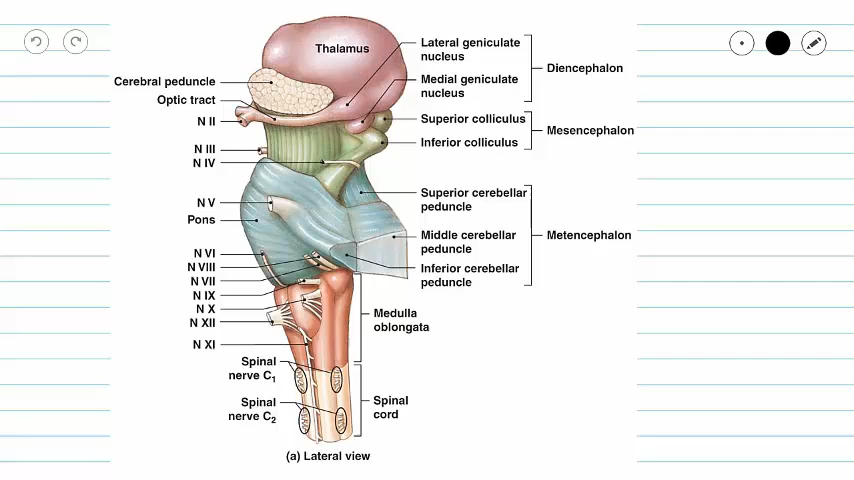 Thalamus
Cerebral peduncle
Optic tract
N II
N III
N IV
N V
Pons
N VI
N VIII
N VII
N IX
N X
N XII
N XI
Spinal
nerve C1
Spinal
nerve C2
Lateral geniculate
nucleus
Medial geniculate
nucleus
Superior colliculus
Inferior colliculus
Superior cerebellar
peduncle
Middle cerebellar
peduncle
Inferior cerebellar
peduncle
Medulla
oblongata
Spinal
cord
Diencephalon
Mesencephalon
Metencephalon
(a) Lateral view